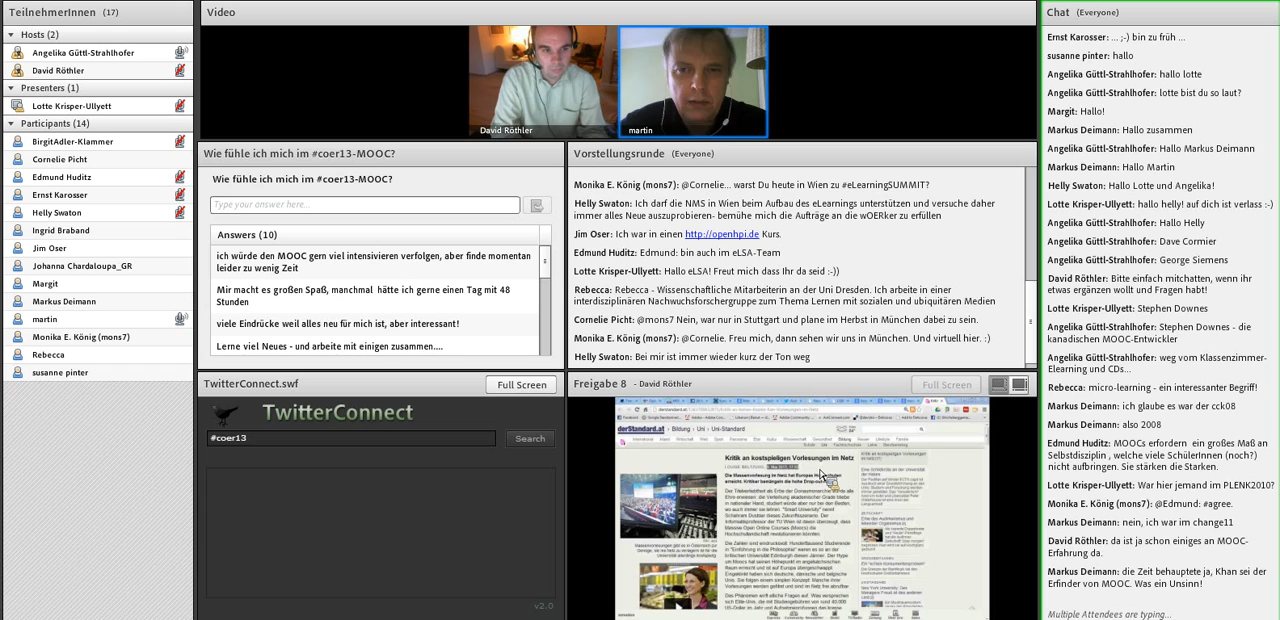 TeilnehmerInnen (17)
Hosts (2)
Angelika Güttl-Strahlhofer
David Röthler
Presenters (1)
Lotte Krisper-Ullyett
Participants (14)
BirgitAdler-Klammer
Cornelie Picht
Edmund Huditz
Ernst Karosser
Helly Swaton
Ingrid Braband
Jim Oser
Johanna Chardaloupa_GR
Margit
Markus Deimann
martin
Monika E. König (mons7)
Rebecca
susanne pinter
Video
David Röthler
martin
Wie fühle ich mich im #coer13-MOOC?
Wie fühle ich mich im #coer13-MOOC?
Type your answer here...
Answers (10)
ich würde den MOOC gern viel intensivieren verfolgen, aber finde momentan
leider zu wenig Zeit
Mir macht es großen Spaß, manchmal hätte ich gerne einen Tag mit 48
Stunden
viele Eindrücke weil alles neu für mich ist, aber interessant!
Lerne viel Neues - und arbeite mit einigen zusammen....
Vorstellungsrunde (Everyone)
Monika E. König (mons7): @Cornelie... warst Du heute in Wien zu #eLearningSUMMIT?
Helly Swaton: Ich darf die NMS in Wien beim Aufbau des eLearnings unterstützen und versuche daher
immer alles Neue auszuprobieren- bemühe mich die Aufträge an die wOERker zu erfüllen
Jim Oser: Ich war in einen http://openhpi.de Kurs.
Edmund Huditz: Edmund: bin auch im eLSA-Team
Lotte Krisper-Ullyett: Hallo eLSA! Freut mich dass Ihr da seid :-))
Rebecca: Rebecca - Wissenschaftliche Mitarbeiterin an der Uni Dresden. Ich arbeite in einer
interdisziplinären Nachwuchsforschergruppe zum Thema Lernen mit sozialen und ubiquitären Medien
Cornelie Picht: @mons7 Nein, war nur in Stuttgart und plane im Herbst in München dabei zu sein.
Monika E. König (mons7): @Cornelie. Freu mich, dann sehen wir uns in München. Und virtuell hier. :)
Helly Swaton: Bei mir ist immer wieder kurz der Ton weg
TwitterConnect.swf
Full Screen
TwitterConnect
#coer13
Search
v2.0
Freigabe 8 - David Röthler
Full Screen
derStandard.at › Bildung › Uni › Uni-Standard
Kritik an kostspieligen Vorlesungen im Netz
Chat (Everyone)
Ernst Karosser: ... ;-) bin zu früh ...
susanne pinter: hallo
Angelika Güttl-Strahlhofer: hallo lotte
Angelika Güttl-Strahlhofer: lotte bist du so laut?
Margit: Hallo!
Markus Deimann: Hallo zusammen
Angelika Güttl-Strahlhofer: Hallo Markus Deimann
Markus Deimann: Hallo Martin
Helly Swaton: Hallo Lotte und Angelika!
Lotte Krisper-Ullyett: hallo helly! auf dich ist verlass :-)
Angelika Güttl-Strahlhofer: Hallo Helly
Angelika Güttl-Strahlhofer: Dave Cormier
Angelika Güttl-Strahlhofer: George Siemens
David Röthler: Bitte einfach mitchatten, wenn ihr
etwas ergänzen wollt und Fragen habt!
Lotte Krisper-Ullyett: Stephen Downes
Angelika Güttl-Strahlhofer: Stephen Downes - die
kanadischen MOOC-Entwickler
Angelika Güttl-Strahlhofer: weg vom Klassenzimmer-
Elearning und CDs...
Rebecca: micro-learning - ein interessanter Begriff!
Markus Deimann: Ich glaube es war der cck08
Markus Deimann: also 2008
Edmund Huditz: MOOCs erfordern ein großes Maß an
Selbstdisziplin , welche viele SchülerInnen (noch?)
nicht aufbringen. Sie stärken die Starken.
Lotte Krisper-Ullyett: War hier jemand im PLENK2010?
Monika E. König (mons7): @Edmund: #agree.
Markus Deimann: nein, ich war im change11
David Röthler: da ist ja schon einiges an MOOC-
Erfahrung da.
Markus Deimann: die Zeit behauptete ja, Khan sei der
Erfinder von MOOC. Was ein Unsinn!
Multiple Attendees are typing...